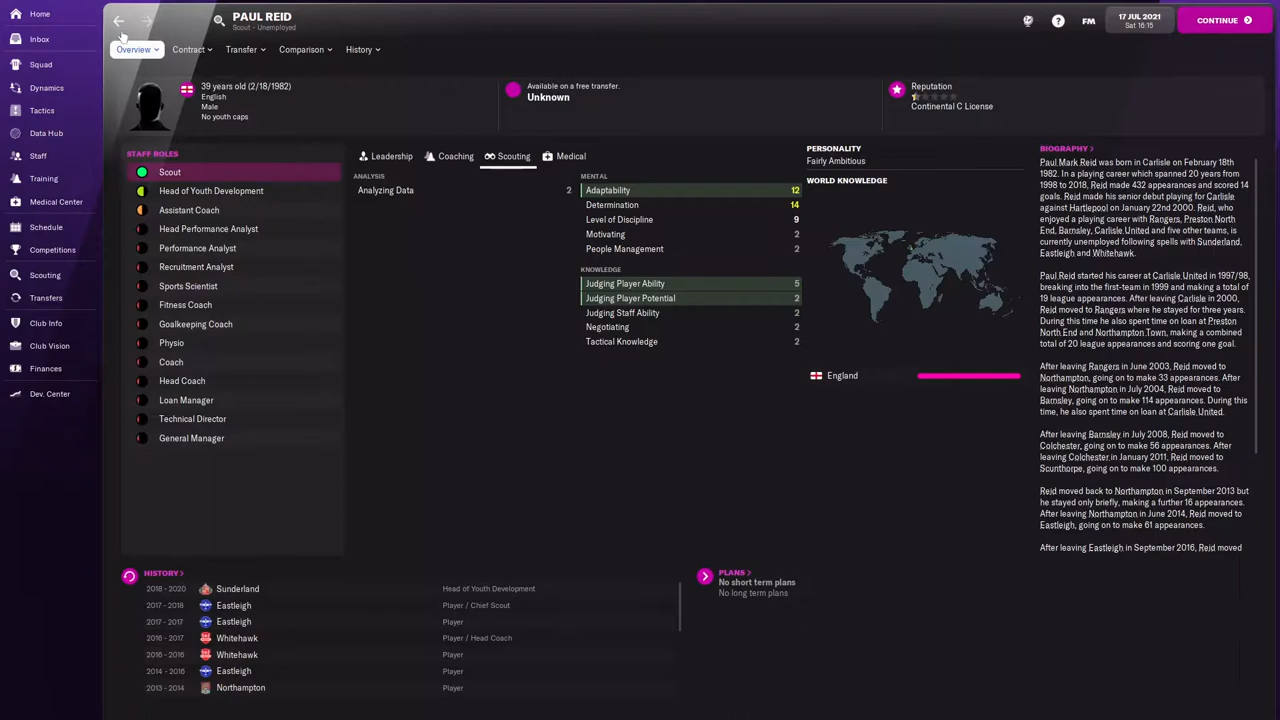 Home
Inbox
Squad
Dynamics
Tactics
Data Hub
Staff
Training
Medical Center
Schedule
Competitions
Scouting
Transfers
Club Info
Club Vision
Finances
Dev. Center
PAUL REID
Scout - Unemployed
FM
17 JUL 2021
Sat 16:15
CONTINUE
Overview
Contract
Transfer
Comparison
History
39 years old (2/18/1982)
English
Male
No youth caps
Available on a free transfer.
Unknown
Reputation
Continental C License
STAFF ROLES
Scout
Head of Youth Development
Assistant Coach
Head Performance Analyst
Performance Analyst
Recruitment Analyst
Sports Scientist
Fitness Coach
Goalkeeping Coach
Physio
Coach
Head Coach
Loan Manager
Technical Director
General Manager
Leadership
Coaching
Scouting
Medical
ANALYSIS
Analyzing Data 2
MENTAL
Adaptability 12
Determination 14
Level of Discipline 9
Motivating 2
People Management 2
KNOWLEDGE
Judging Player Ability 5
Judging Player Potential 2
Judging Staff Ability 2
Negotiating 2
Tactical Knowledge 2
PERSONALITY
Fairly Ambitious
WORLD KNOWLEDGE
England
BIOGRAPHY >
Paul Mark Reid was born in Carlisle on February 18th
1982. In a playing career which spanned 20 years from
1998 to 2018, Reid made 432 appearances and scored 14
goals. Reid made his senior debut playing for Carlisle
against Hartlepool on January 22nd 2000. Reid, who
enjoyed a playing career with Rangers, Preston North
End, Barnsley, Carlisle United and five other teams, is
currently unemployed following spells with Sunderland,
Eastleigh and Whitehawk.
Paul Reid started his career at Carlisle United in 1997/98,
breaking into the first-team in 1999 and making a total of
19 league appearances. After leaving Carlisle in 2000,
Reid moved to Rangers where he stayed for three years.
During this time he also spent time on loan at Preston
North End and Northampton Town, making a combined
total of 20 league appearances and scoring one goal.
After leaving Rangers in June 2003, Reid moved to
Northampton, going on to make 33 appearances. After
leaving Northampton in July 2004, Reid moved to
Barnsley, going on to make 114 appearances. During this
time, he also spent time on loan at Carlisle United.
After leaving Barnsley in July 2008, Reid moved to
Colchester, going on to make 56 appearances. After
leaving Colchester in January 2011, Reid moved to
Scunthorpe, going on to make 100 appearances.
Reid moved back to Northampton in September 2013 but
he stayed only briefly, making a further 16 appearances.
After leaving Northampton in June 2014, Reid moved to
Eastleigh, going on to make 61 appearances.
After leaving Eastleigh in September 2016, Reid moved
HISTORY >
2018 - 2020 Sunderland Head of Youth Development
2017 - 2018 Eastleigh Player / Chief Scout
2017 - 2017 Eastleigh Player
2016 - 2017 Whitehawk Player / Head Coach
2016 - 2016 Whitehawk Player
2014 - 2016 Eastleigh Player
2013 - 2014 Northampton Player
PLANS >
No short term plans
No long term plans